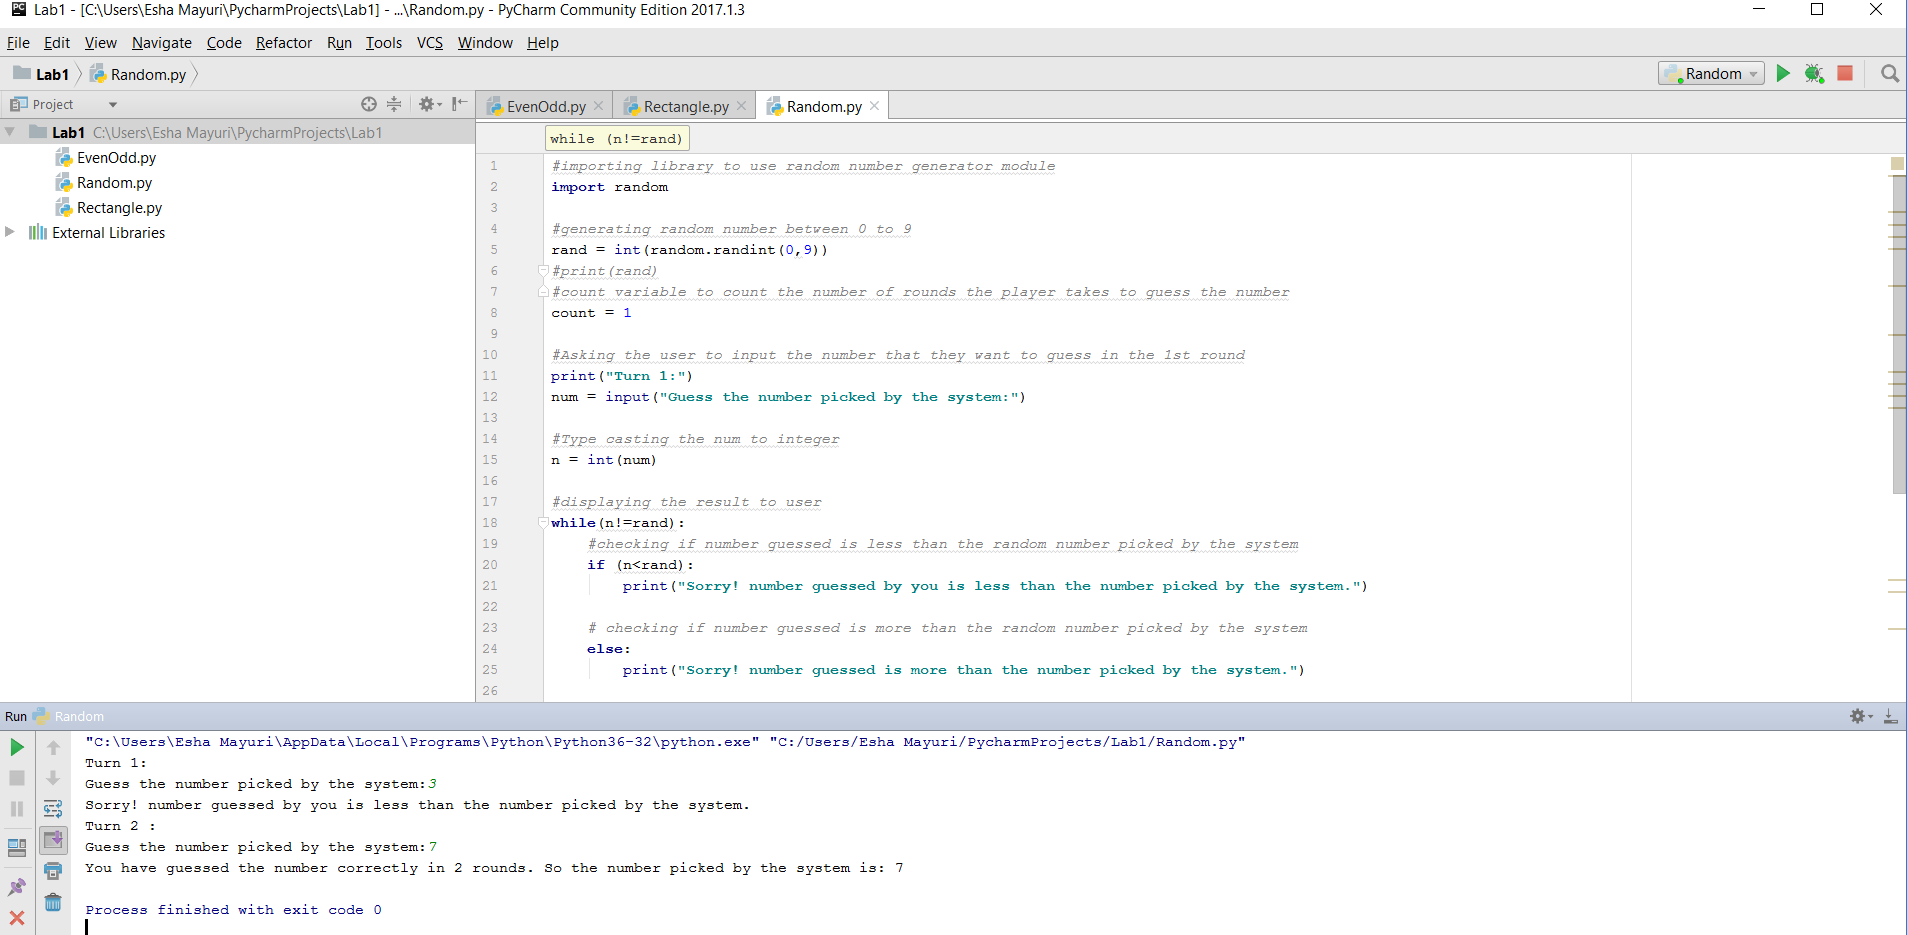 Lab1 - [C:\Users\Esha Mayuri\PycharmProjects\Lab1] - ...\Random.py - PyCharm Community Edition 2017.1.3
File Edit View Navigate Code Refactor Run Tools VCS Window Help
Lab1 Random.py Random
Project EvenOdd.py Rectangle.py Random.py
Lab1 C:\Users\Esha Mayuri\PycharmProjects\Lab1
EvenOdd.py
Random.py
Rectangle.py
External Libraries
while (n!=rand)
1 #importing library to use random number generator module
2 import random
3
4 #generating random number between 0 to 9
5 rand = int(random.randint(0,9))
6 #print(rand)
7 #count variable to count the number of rounds the player takes to guess the number
8 count = 1
9
10 #Asking the user to input the number that they want to guess in the 1st round
11 print("Turn 1:")
12 num = input("Guess the number picked by the system:")
13
14 #Type casting the num to integer
15 n = int(num)
16
17 #displaying the result to user
18 while(n!=rand):
19 #checking if number guessed is less than the random number picked by the system
20 if (n<rand):
21 print("Sorry! number guessed by you is less than the number picked by the system.")
22
23 # checking if number guessed is more than the random number picked by the system
24 else:
25 print("Sorry! number guessed is more than the number picked by the system.")
26
Run Random
"C:\Users\Esha Mayuri\AppData\Local\Programs\Python\Python36-32\python.exe" "C:/Users/Esha Mayuri/PycharmProjects/Lab1/Random.py"
Turn 1:
Guess the number picked by the system:3
Sorry! number guessed by you is less than the number picked by the system.
Turn 2 :
Guess the number picked by the system:7
You have guessed the number correctly in 2 rounds. So the number picked by the system is: 7
Process finished with exit code 0